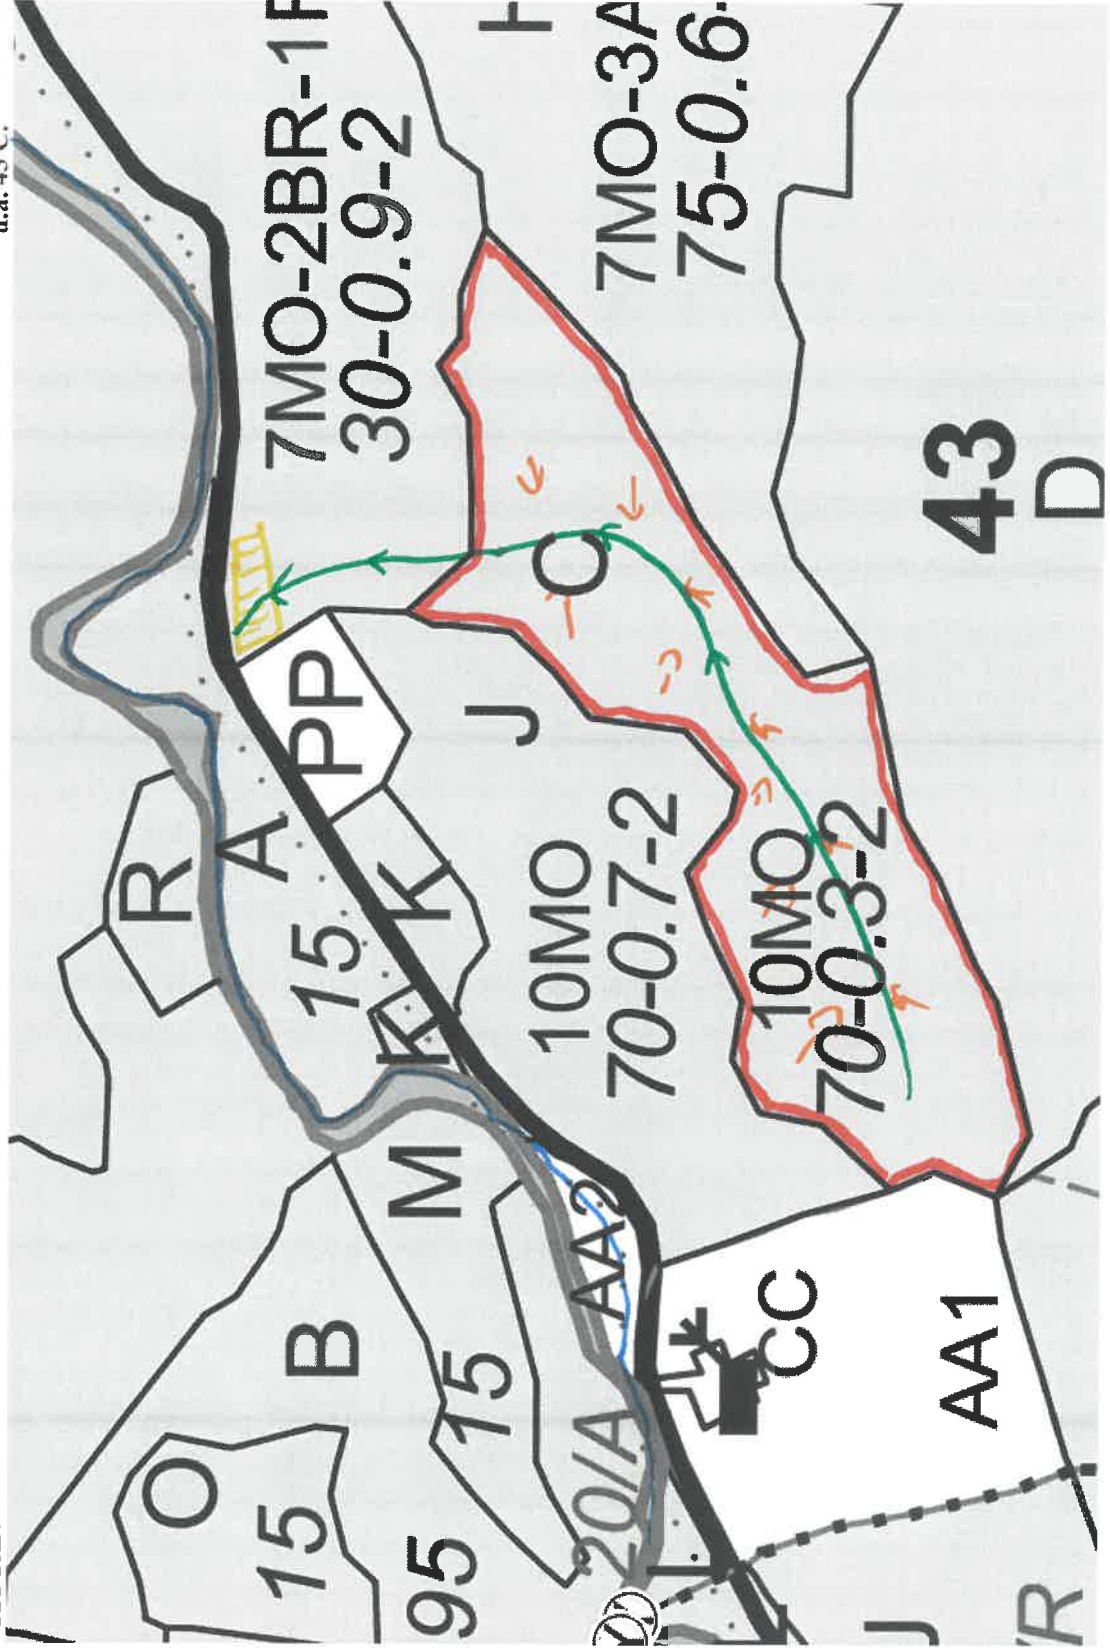 u.a. 43 C.
O
15
R
A
B
15
7MO-2BR-1F
30-0.9-2
PP
95
M
K
K
15
20/A
J
10MO
70-0.7-2
C
H
7MO-3A
75-0.6-
10MO
70-0.3-2
CC
AA1
43
D
J
R